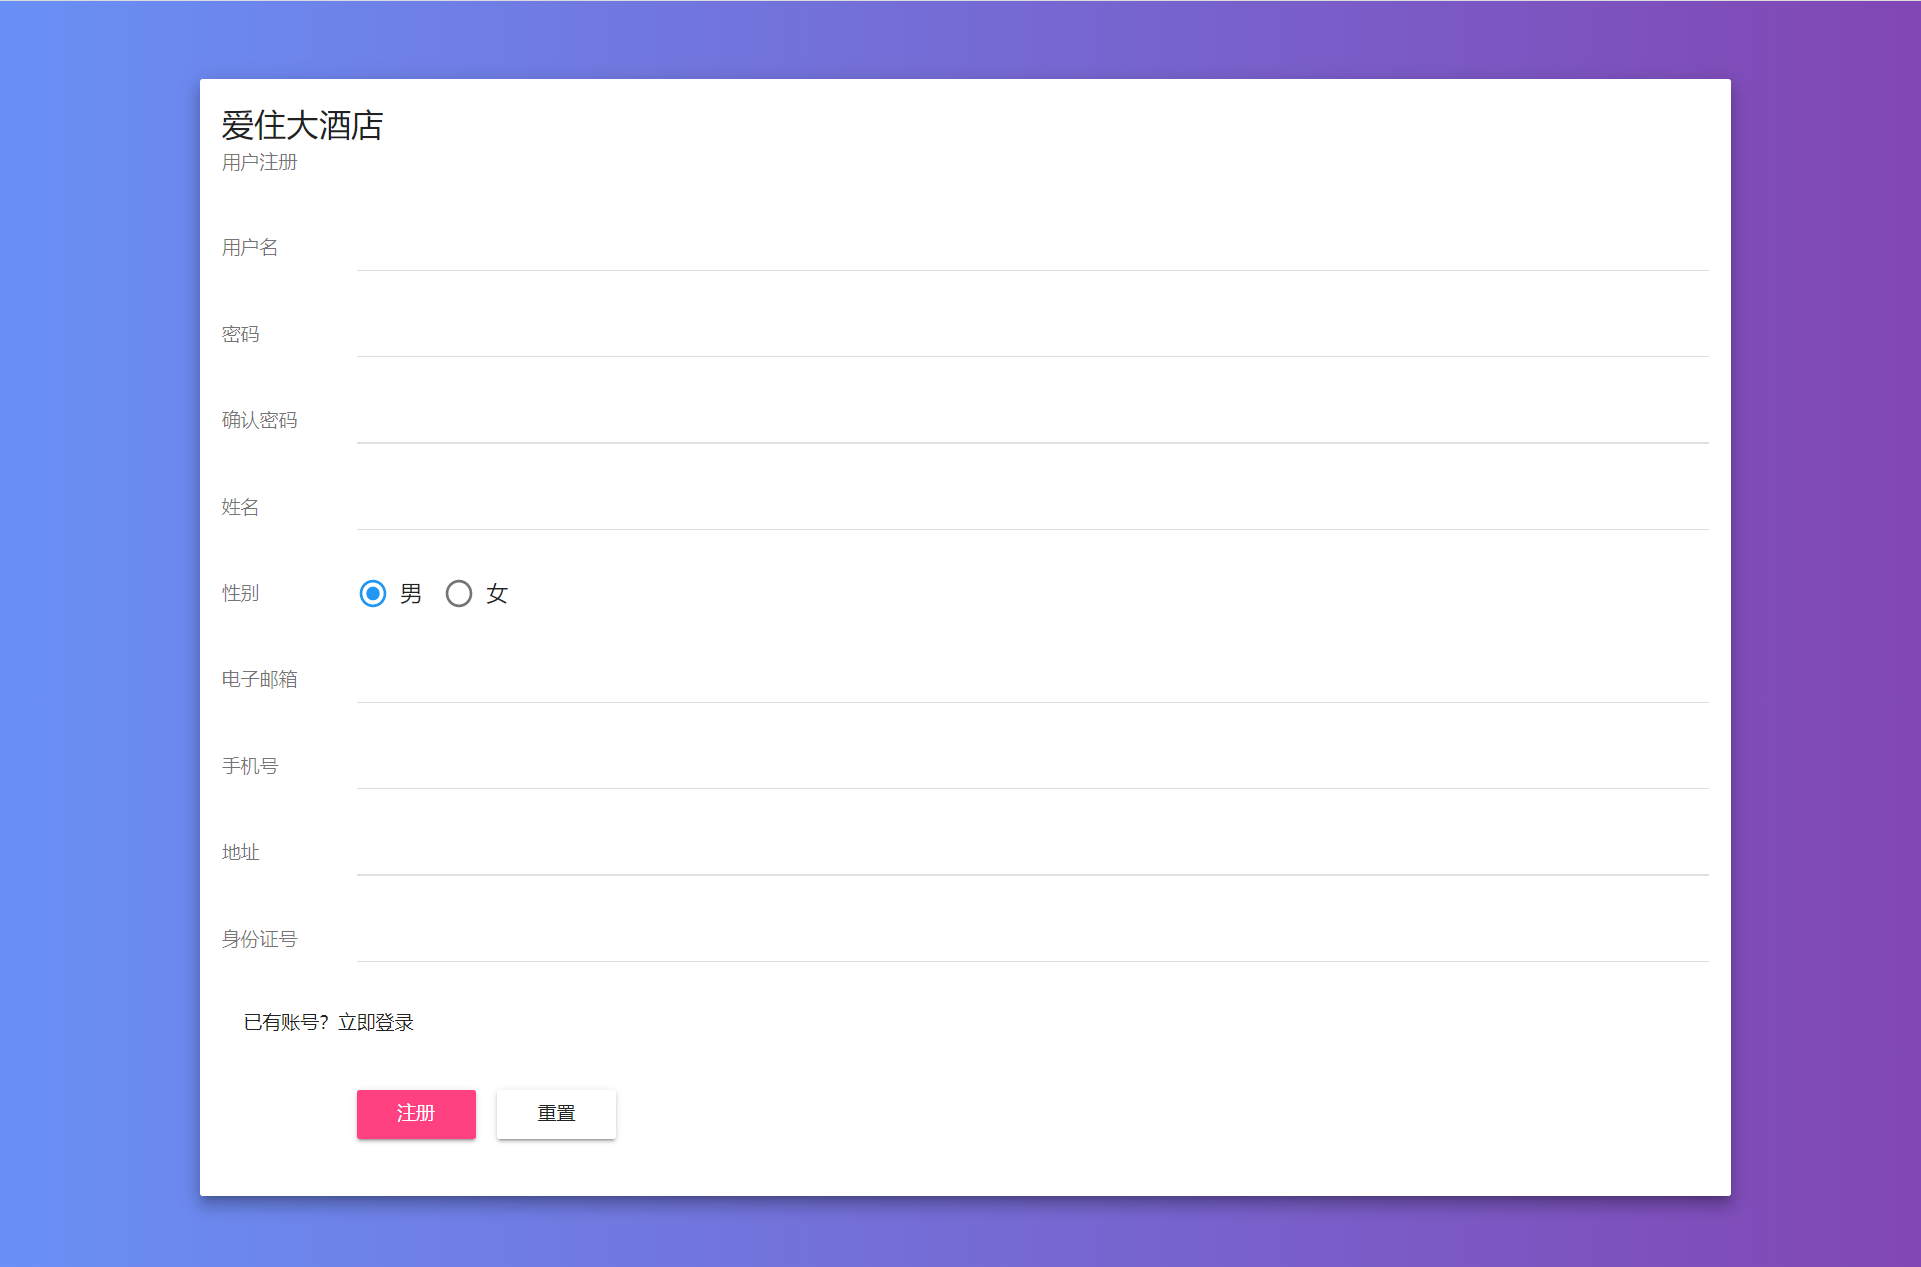 爱住大酒店
用户注册
用户名
密码
确认密码
姓名
性别 男 女
电子邮箱
手机号
地址
身份证号
已有账号？立即登录
注册 重置